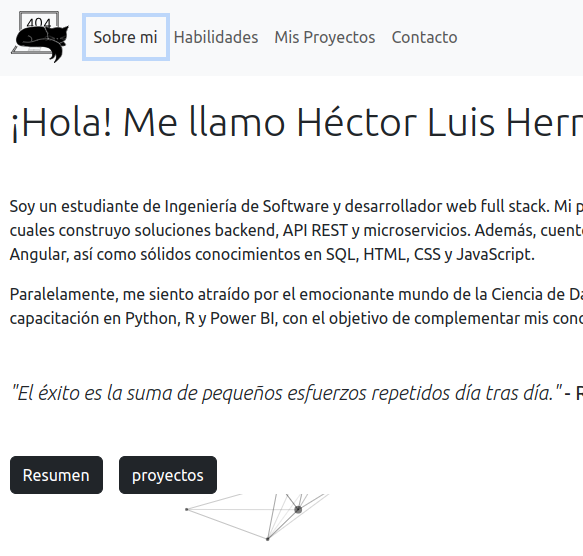 404
Sobre mi Habilidades Mis Proyectos Contacto
¡Hola! Me llamo Héctor Luis
Soy un estudiante de Ingeniería de Software y desarrollador web full stack. Mi
cuales construyo soluciones backend, API REST y microservicios. Además,
Angular, así como sólidos conocimientos en SQL, HTML, CSS y JavaScript.
Paralelamente, me siento atraído por el emocionante mundo de la Ciencia de
capacitación en Python, R y Power BI, con el objetivo de complementar mis
"El éxito es la suma de pequeños esfuerzos repetidos día tras día." -
Resumen proyectos